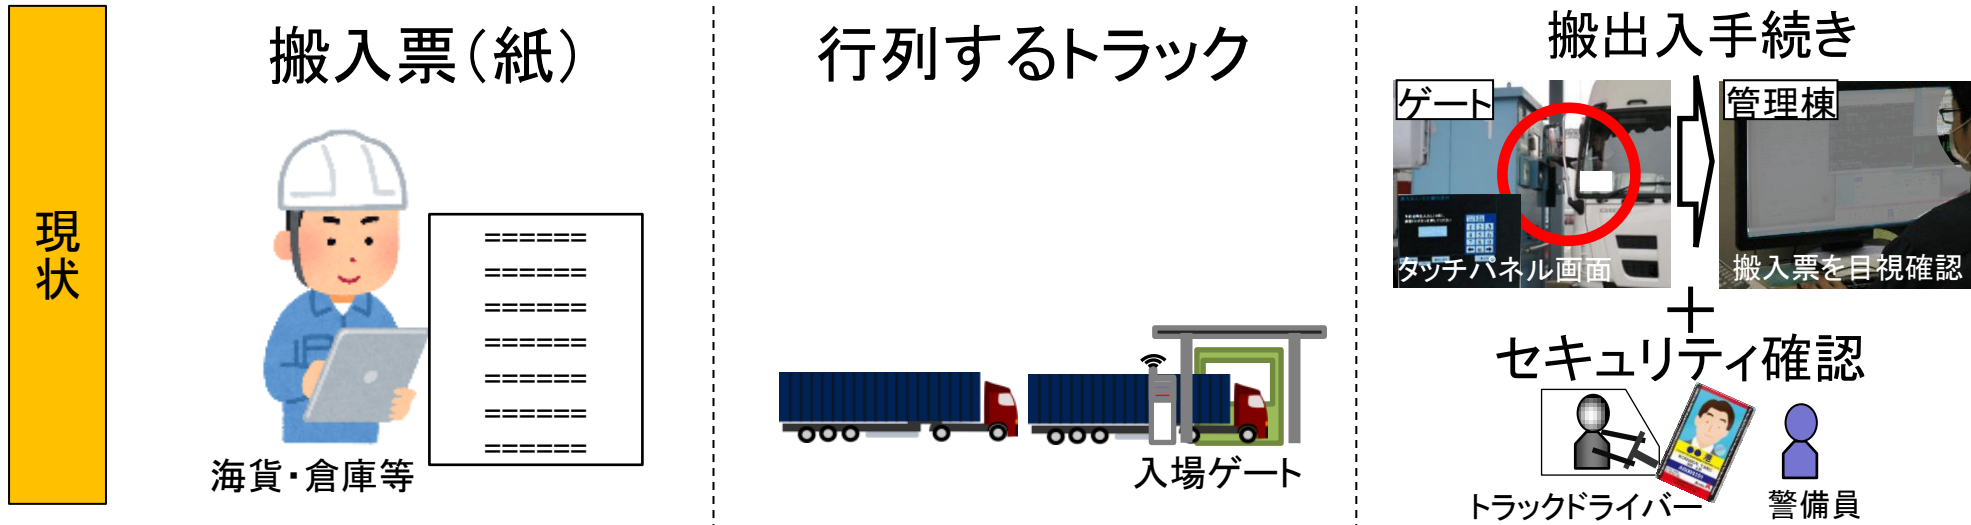 現状
搬入票（紙）
海貨・倉庫等
======
======
======
======
======
======
======
行列するトラック
入場ゲート
搬出入手続き
ゲート
タッチパネル画面
管理棟
搬入票を目視確認
＋
セキュリティ確認
トラックドライバー
警備員